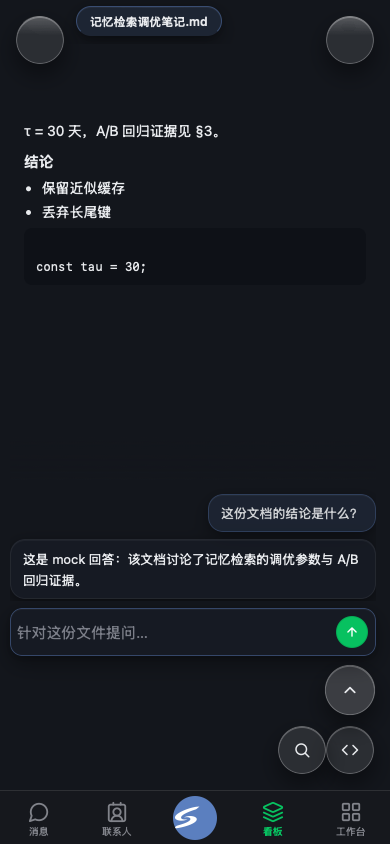 记忆检索调优笔记.md
τ = 30 天，A/B 回归证据见 §3。
结论
• 保留近似缓存
• 丢弃长尾键
const tau = 30;
这份文档的结论是什么？
这是 mock 回答：该文档讨论了记忆检索的调优参数与 A/B
回归证据。
针对这份文件提问...
消息
联系人
看板
工作台